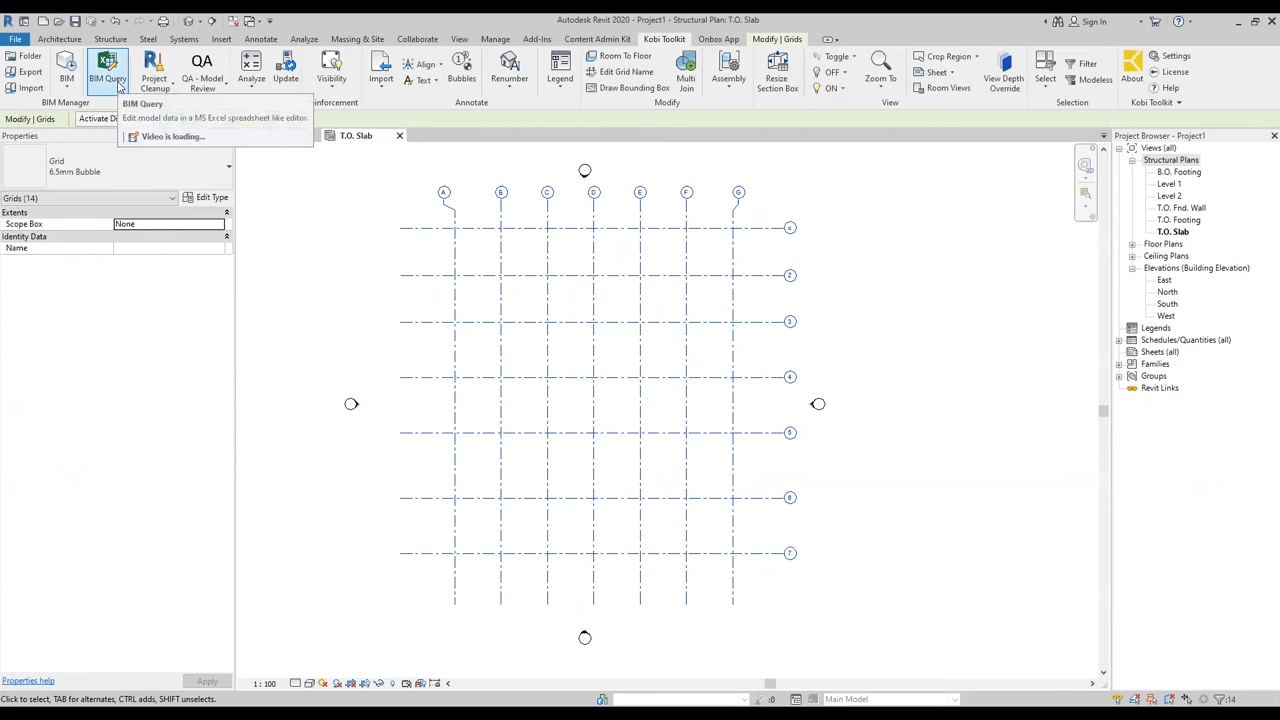 Autodesk Revit 2020 - Project1 - Structural Plan: T.O. Slab
Sign In
File Architecture Structure Steel Systems Insert Annotate Analyze Massing & Site Collaborate View Manage Add-Ins Content Admin Kit Kobi Toolkit Onbox App Modify | Grids
Folder
Export
Import
BIM
BIM Query
Project Cleanup
QA - Model Review
Analyze
Update
Visibility
Import
Align
Text
Bubbles
Renumber
Legend
Room To Floor
Edit Grid Name
Draw Bounding Box
Multi Join
Assembly
Resize Section Box
Toggle
OFF
ON
Zoom To
Crop Region
Sheet
View Depth Override
Select
Filter
Modelers
About
Settings
License
Help
BIM Manager
inforcement
Annotate
Modify
View
Selection
Kobi Toolkit
BIM Query
Edit model data in a MS Excel spreadsheet like editor.
Video is loading...
Modify | Grids
Activate Di
Properties
T.O. Slab
Project Browser - Project1
Grid
6.5mm Bubble
Grids (14)
Edit Type
Extents
Scope Box
None
Identity Data
Name
A B C D E F G
x
2
3
4
5
6
7
2D
Views (all)
Structural Plans
B.O. Footing
Level 1
Level 2
T.O. Fnd. Wall
T.O. Footing
T.O. Slab
Floor Plans
Ceiling Plans
Elevations (Building Elevation)
East
North
South
West
Legends
Schedules/Quantities (all)
Sheets (all)
Families
Groups
Revit Links
Properties help
Apply
1 : 100
Click to select, TAB for alternates, CTRL adds, SHIFT unselects.
:0
Main Model
:14